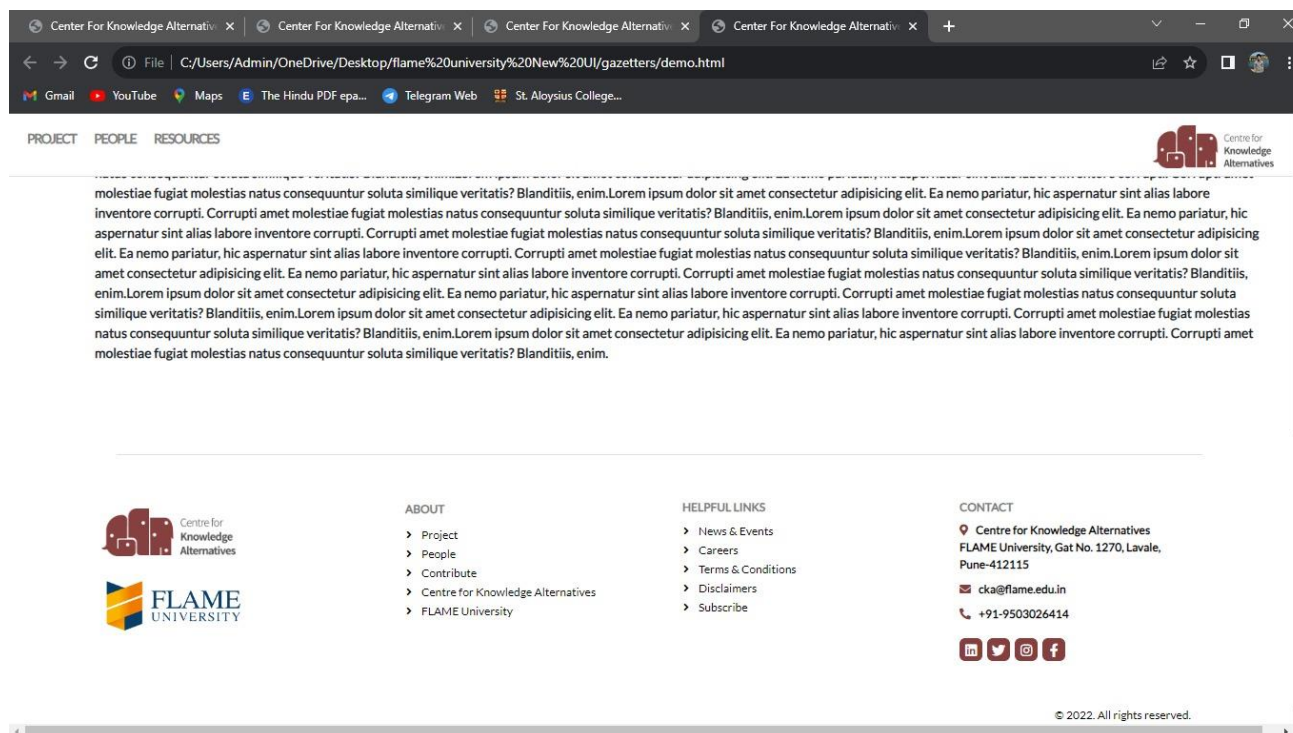 Center For Knowledge Alternativ
Center For Knowledge Alternativ
Center For Knowledge Alternativ
Center For Knowledge Alternativ
File | C:/Users/Admin/OneDrive/Desktop/flame%20university%20New%20UI/gazetters/demo.html
Gmail YouTube Maps The Hindu PDF epa... Telegram Web St. Aloysius College...
PROJECT PEOPLE RESOURCES
Centre for
Knowledge
Alternatives
molestiae fugiat molestias natus consequuntur soluta similique veritatis? Blanditiis, enim.Lorem ipsum dolor sit amet consectetur adipisicing elit. Ea nemo pariatur, hic aspernatur sint alias labore
inventore corrupti. Corrupti amet molestiae fugiat molestias natus consequuntur soluta similique veritatis? Blanditiis, enim.Lorem ipsum dolor sit amet consectetur adipisicing elit. Ea nemo pariatur, hic
aspernatur sint alias labore inventore corrupti. Corrupti amet molestiae fugiat molestias natus consequuntur soluta similique veritatis? Blanditiis, enim.Lorem ipsum dolor sit amet consectetur adipisicing
elit. Ea nemo pariatur, hic aspernatur sint alias labore inventore corrupti. Corrupti amet molestiae fugiat molestias natus consequuntur soluta similique veritatis? Blanditiis, enim.Lorem ipsum dolor sit
amet consectetur adipisicing elit. Ea nemo pariatur, hic aspernatur sint alias labore inventore corrupti. Corrupti amet molestiae fugiat molestias natus consequuntur soluta similique veritatis? Blanditiis,
enim.Lorem ipsum dolor sit amet consectetur adipisicing elit. Ea nemo pariatur, hic aspernatur sint alias labore inventore corrupti. Corrupti amet molestiae fugiat molestias natus consequuntur soluta
similique veritatis? Blanditiis, enim.Lorem ipsum dolor sit amet consectetur adipisicing elit. Ea nemo pariatur, hic aspernatur sint alias labore inventore corrupti. Corrupti amet molestiae fugiat molestias
natus consequuntur soluta similique veritatis? Blanditiis, enim.Lorem ipsum dolor sit amet consectetur adipisicing elit. Ea nemo pariatur, hic aspernatur sint alias labore inventore corrupti. Corrupti amet
molestiae fugiat molestias natus consequuntur soluta similique veritatis? Blanditiis, enim.
Centre for
Knowledge
Alternatives
FLAME
UNIVERSITY
ABOUT
Project
People
Contribute
Centre for Knowledge Alternatives
FLAME University
HELPFUL LINKS
News & Events
Careers
Terms & Conditions
Disclaimers
Subscribe
CONTACT
Centre for Knowledge Alternatives
FLAME University, Gat No. 1270, Lavale,
Pune-412115
cka@flame.edu.in
+91-9503026414
© 2022. All rights reserved.